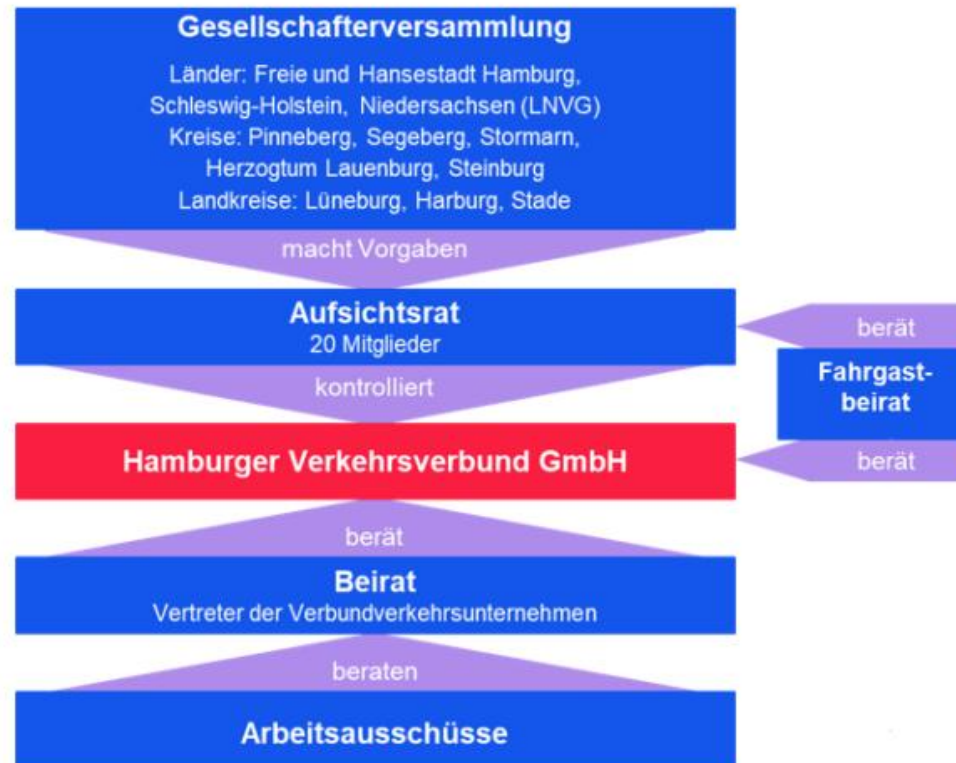 Gesellschafterversammlung
Länder: Freie und Hansestadt Hamburg,
Schleswig-Holstein, Niedersachsen (LNVG)
Kreise: Pinneberg, Segeberg, Stormarn,
Herzogtum Lauenburg, Steinburg
Landkreise: Lüneburg, Harburg, Stade
macht Vorgaben
Aufsichtsrat
20 Mitglieder
berät
kontrolliert
Fahrgast-
beirat
Hamburger Verkehrsverbund GmbH
berät
berät
Beirat
Vertreter der Verbundverkehrsunternehmen
beraten
Arbeitsausschüsse